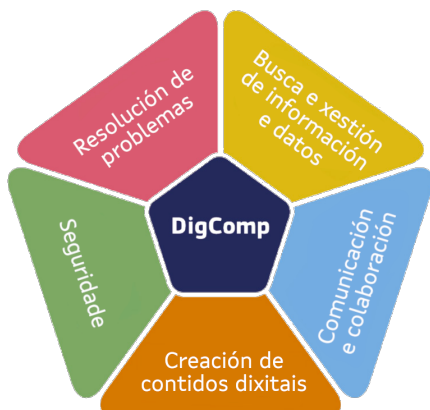 Resolución de
problemas
Busca e xestión
de información
e datos
DigComp
Seguridade
Comunicación
e colaboración
Creación de
contidos dixitais